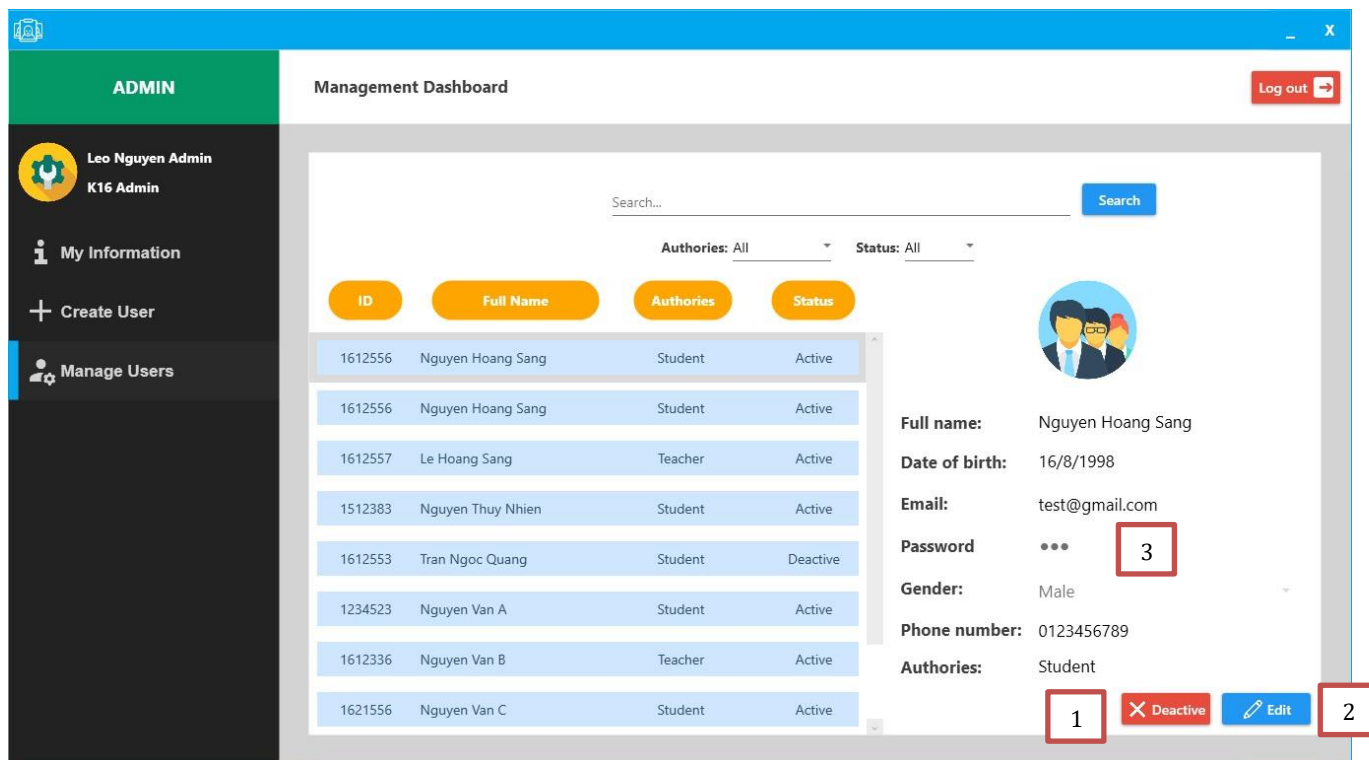 _ X
ADMIN
Management Dashboard
Log out
Leo Nguyen Admin
K16 Admin
My Information
Create User
Manage Users
Search...
Search
Authories: All
Status: All
ID Full Name Authories Status
1612556 Nguyen Hoang Sang Student Active
1612556 Nguyen Hoang Sang Student Active
1612557 Le Hoang Sang Teacher Active
1512383 Nguyen Thuy Nhien Student Active
1612553 Tran Ngoc Quang Student Deactive
1234523 Nguyen Van A Student Active
1612336 Nguyen Van B Teacher Active
1621556 Nguyen Van C Student Active
Full name: Nguyen Hoang Sang
Date of birth: 16/8/1998
Email: test@gmail.com
Password ●●● 3
Gender: Male
Phone number: 0123456789
Authories: Student
1 Deactive Edit 2